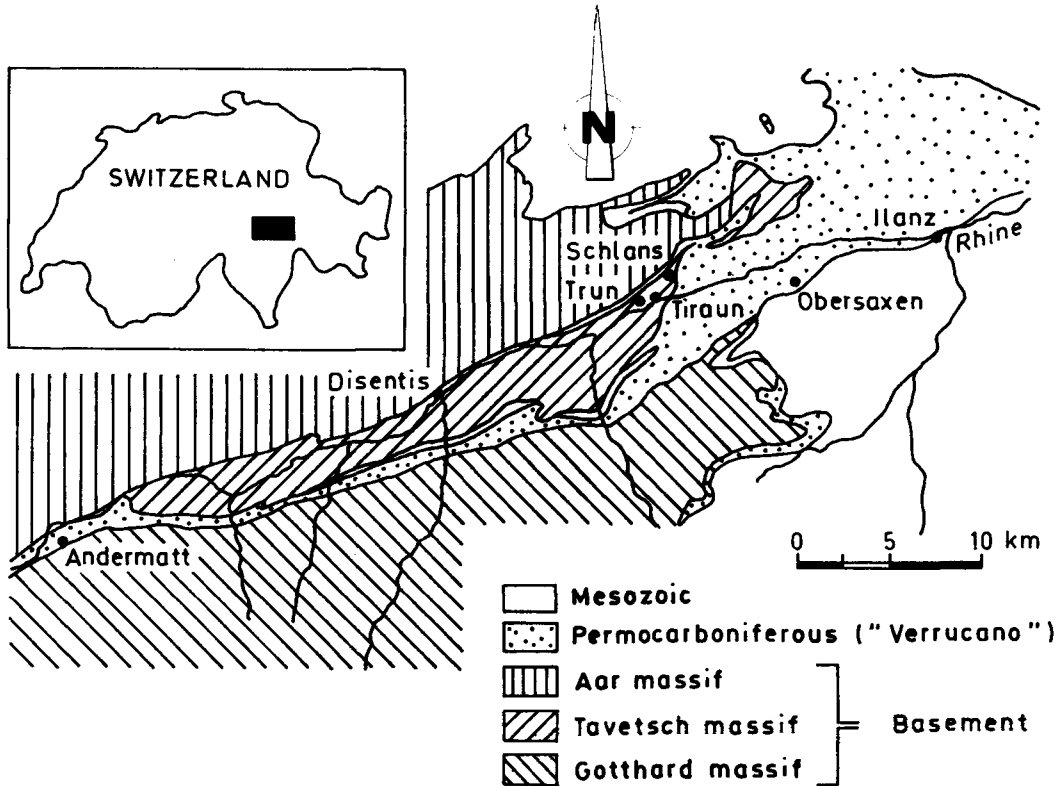 SWITZERLAND
N
Ilanz
Rhine
Schlans
Trun
Tiraun
Obersaxen
Disentis
Andermatt
0 5 10 km
Mesozoic
Permocarboniferous ("Verrucano")
Aar massif
Tavetsch massif
Basement
Gotthard massif